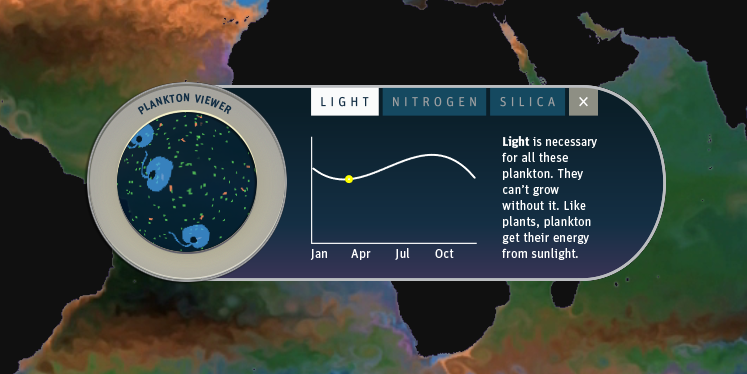 PLANKTON VIEWER
LIGHT NITROGEN SILICA X
Light is necessary
for all these
plankton. They
can't grow
without it. Like
plants, plankton
get their energy
from sunlight.
Jan Apr Jul Oct